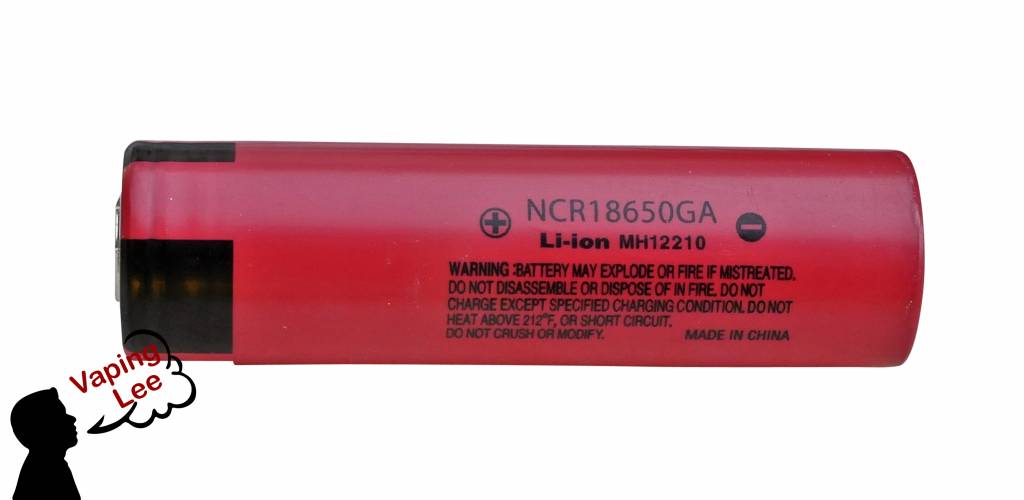 NCR18650GA
Li-ion MH12210
WARNING :BATTERY MAY EXPLODE OR FIRE IF MISTREATED.
DO NOT DISASSEMBLE OR DISPOSE OF IN FIRE. DO NOT
CHARGE EXCEPT SPECIFIED CHARGING CONDITION. DO NOT
HEAT ABOVE 212°F, OR SHORT CIRCUIT.
DO NOT CRUSH OR MODIFY. MADE IN CHINA
Vaping
Lee